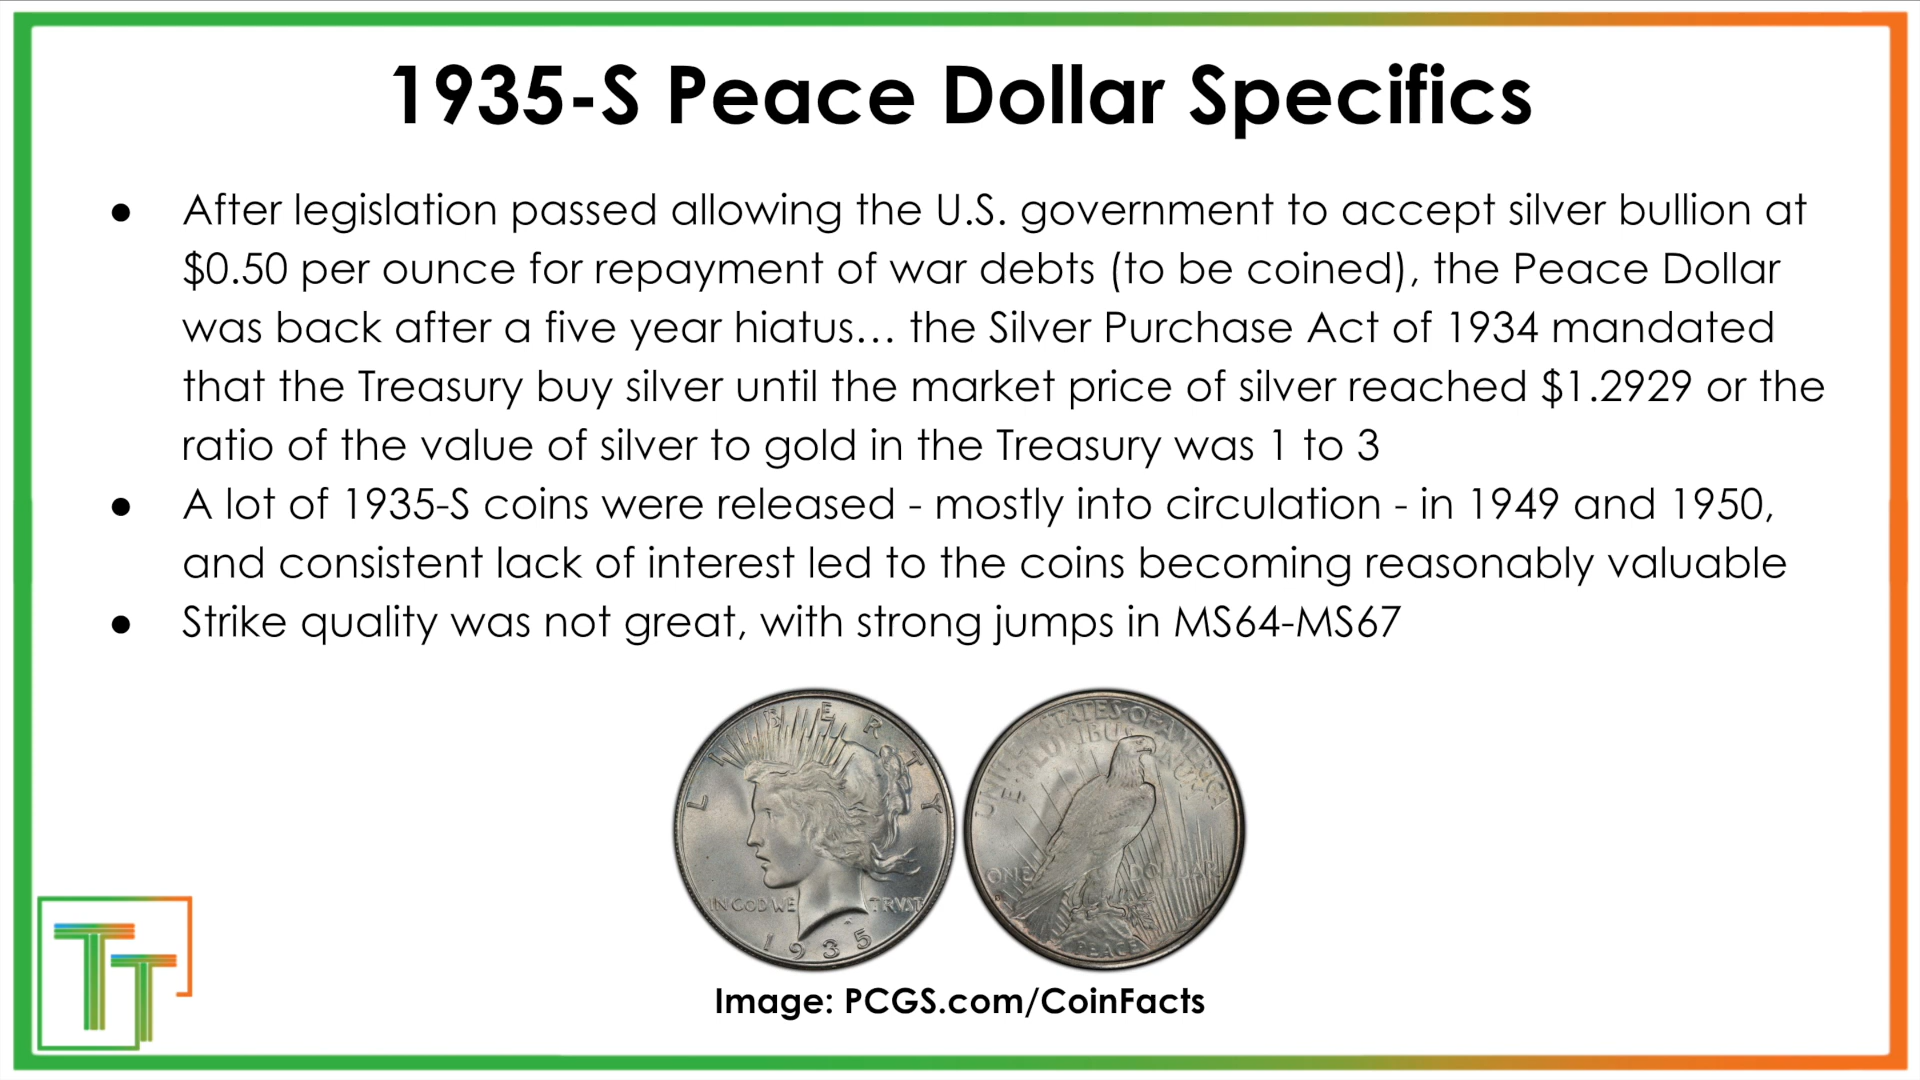 1935-S Peace Dollar Specifics
● After legislation passed allowing the U.S. government to accept silver bullion at
$0.50 per ounce for repayment of war debts (to be coined), the Peace Dollar
was back after a five year hiatus... the Silver Purchase Act of 1934 mandated
that the Treasury buy silver until the market price of silver reached $1.2929 or the
ratio of the value of silver to gold in the Treasury was 1 to 3
● A lot of 1935-S coins were released - mostly into circulation - in 1949 and 1950,
and consistent lack of interest led to the coins becoming reasonably valuable
● Strike quality was not great, with strong jumps in MS64-MS67
LIBERTY
IN GOD WE TRVST
1935
UNITED STATES OF AMERICA
E PLURIBUS UNUM
ONE DOLLAR
PEACE
Image: PCGS.com/CoinFacts
TT